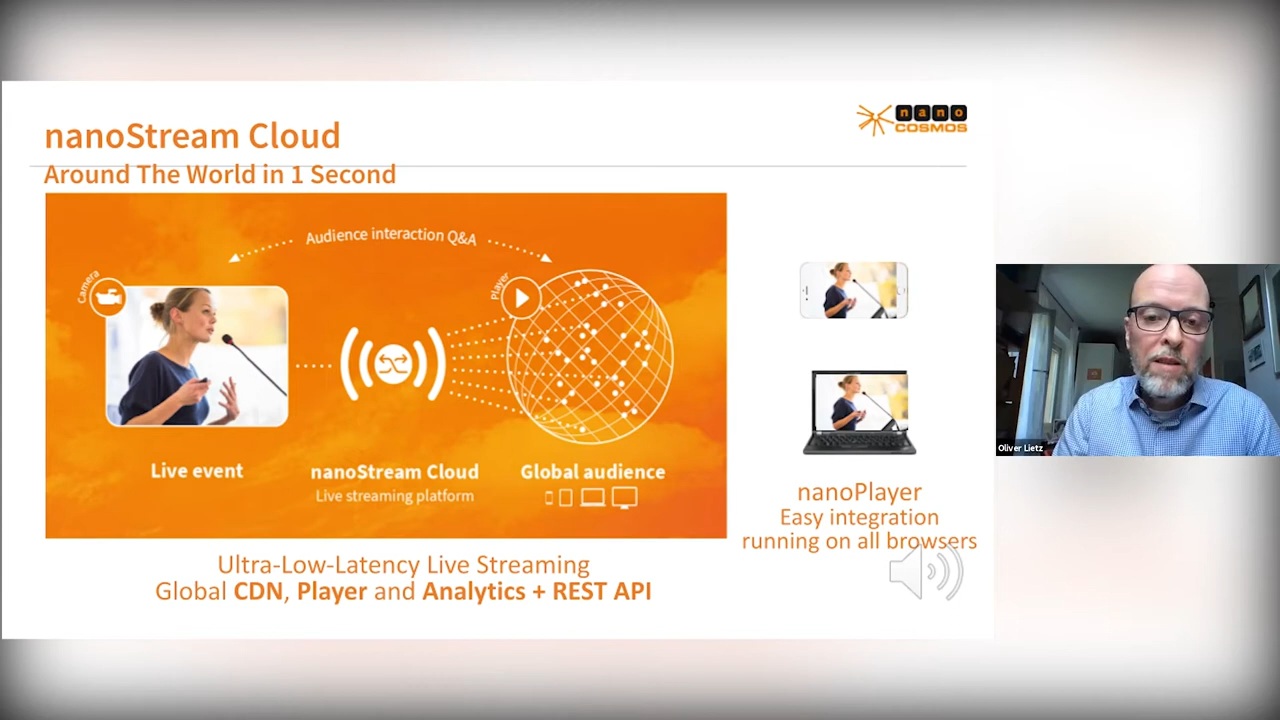 nanoStream Cloud
Around The World in 1 Second
nano
COSMOS
Audience interaction Q&A
Camera
Player
Live event
nanoStream Cloud
Live streaming platform
Global audience
Ultra-Low-Latency Live Streaming
Global CDN, Player and Analytics + REST API
nanoPlayer
Easy integration
running on all browsers
Oliver Lietz